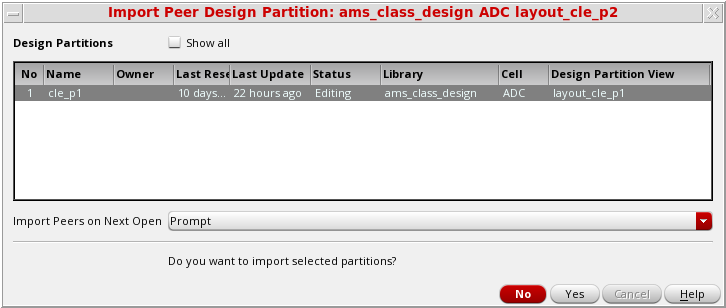 Import Peer Design Partition: ams_class_design ADC layout_cle_p2
Design Partitions Show all
No Name Owner Last Rese Last Update Status Library Cell Design Partition View
1 cle_p1 10 days... 22 hours ago Editing ams_class_design ADC layout_cle_p1
Import Peers on Next Open Prompt
Do you want to import selected partitions?
No Yes Cancel Help